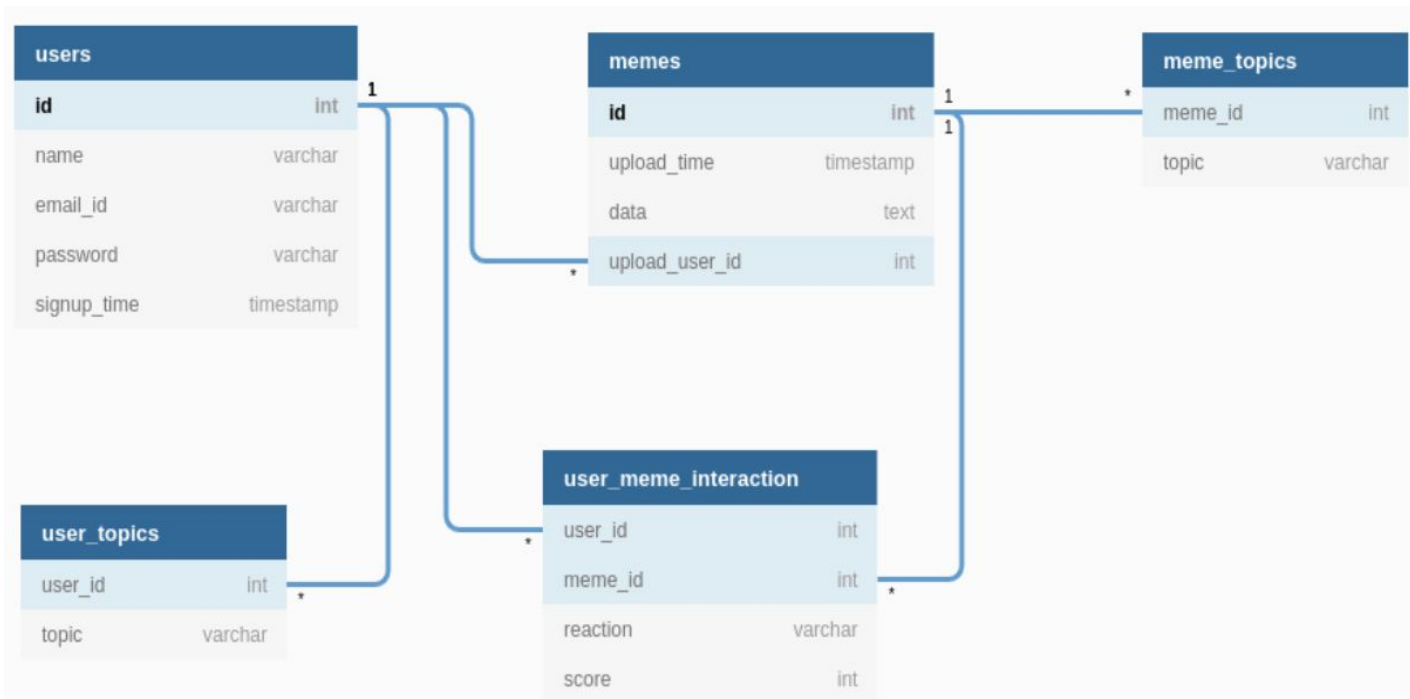 users
id int
name varchar
email_id varchar
password varchar
signup_time timestamp
1
*
memes
id int
upload_time timestamp
data text
upload_user_id int
1
1
*
meme_topics
meme_id int
topic varchar
user_topics
user_id int
topic varchar
*
*
user_meme_interaction
user_id int
meme_id int
reaction varchar
score int
*